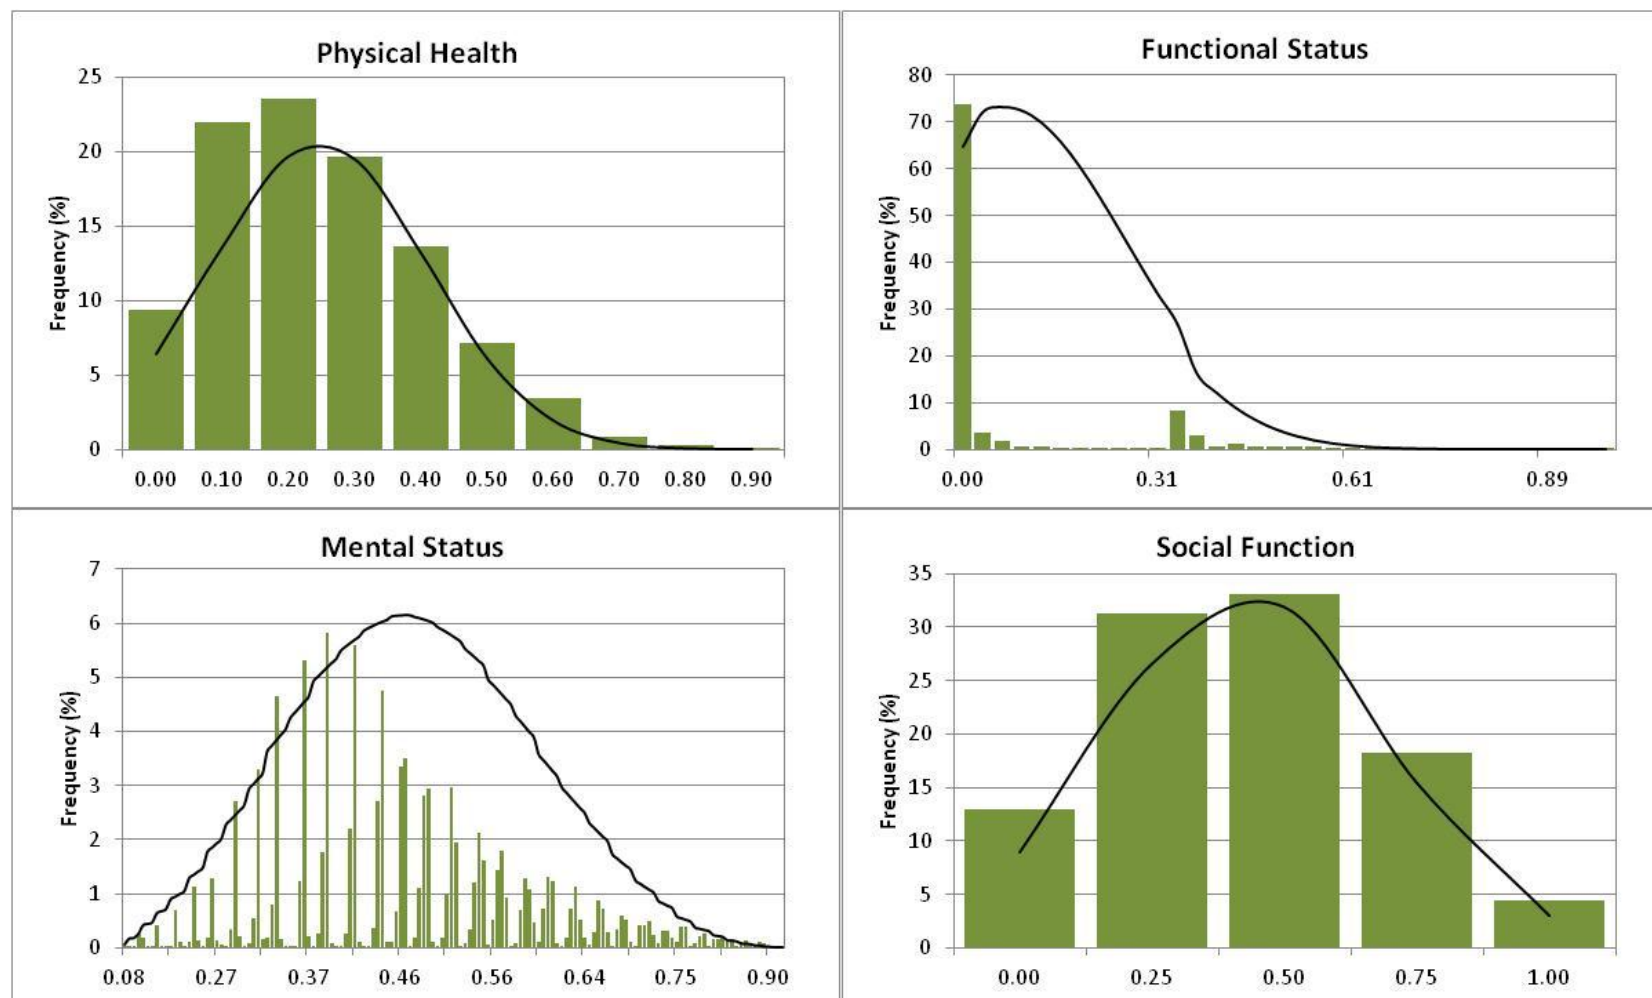 Physical Health
Frequency (%)
25
20
15
10
5
0
0.00 0.10 0.20 0.30 0.40 0.50 0.60 0.70 0.80 0.90
Functional Status
Frequency (%)
80
70
60
50
40
30
20
10
0
0.00 0.31 0.61 0.89
Mental Status
Frequency (%)
7
6
5
4
3
2
1
0
0.08 0.27 0.37 0.46 0.56 0.64 0.75 0.90
Social Function
Frequency (%)
35
30
25
20
15
10
5
0
0.00 0.25 0.50 0.75 1.00